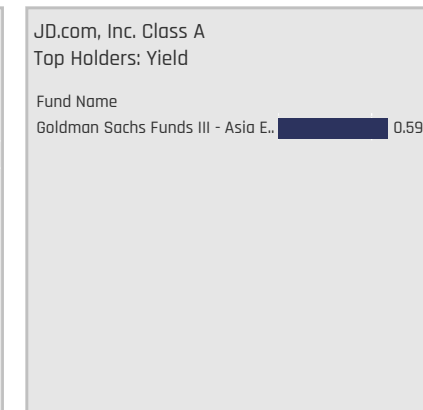 JD.com, Inc. Class A
Top Holders: Yield
Fund Name
Goldman Sachs Funds III - Asia E.. 0.59